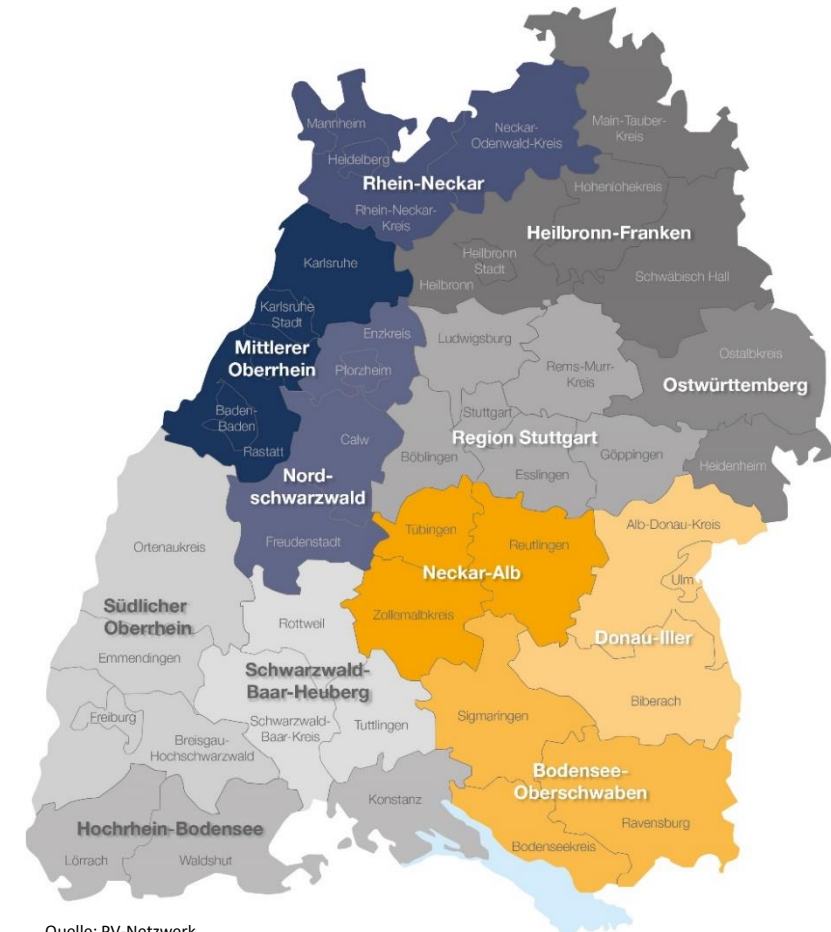 Mannheim
Heidelberg
Neckar-
Odenwald-Kreis
Main-Tauber-
Kreis
Rhein-Neckar
Rhein-Neckar-
Kreis
Hohenlohekreis
Heilbronn-Franken
Heilbronn
Stadt
Heilbronn
Schwäbisch Hall
Karlsruhe
Karlsruhe
Stadt
Mittlerer
Oberrhein
Baden-
Baden
Rastatt
Enzkreis
Pforzheim
Calw
Nord-
schwarzwald
Freudenstadt
Ludwigsburg
Rems-Murr-
Kreis
Stuttgart
Region Stuttgart
Böblingen
Esslingen
Göppingen
Ostalbkreis
Ostwürttemberg
Heidenheim
Tübingen
Reutlingen
Neckar-Alb
Zollernalbkreis
Alb-Donau-Kreis
Ulm
Donau-Iller
Biberach
Ortenaukreis
Südlicher
Oberrhein
Emmendingen
Freiburg
Breisgau-
Hochschwarzwald
Rottweil
Schwarzwald-
Baar-Heuberg
Schwarzwald-
Baar-Kreis
Tuttlingen
Sigmaringen
Bodensee-
Oberschwaben
Ravensburg
Bodenseekreis
Konstanz
Hochrhein-Bodensee
Lörrach
Waldshut
Quelle: RV-Netzwerk